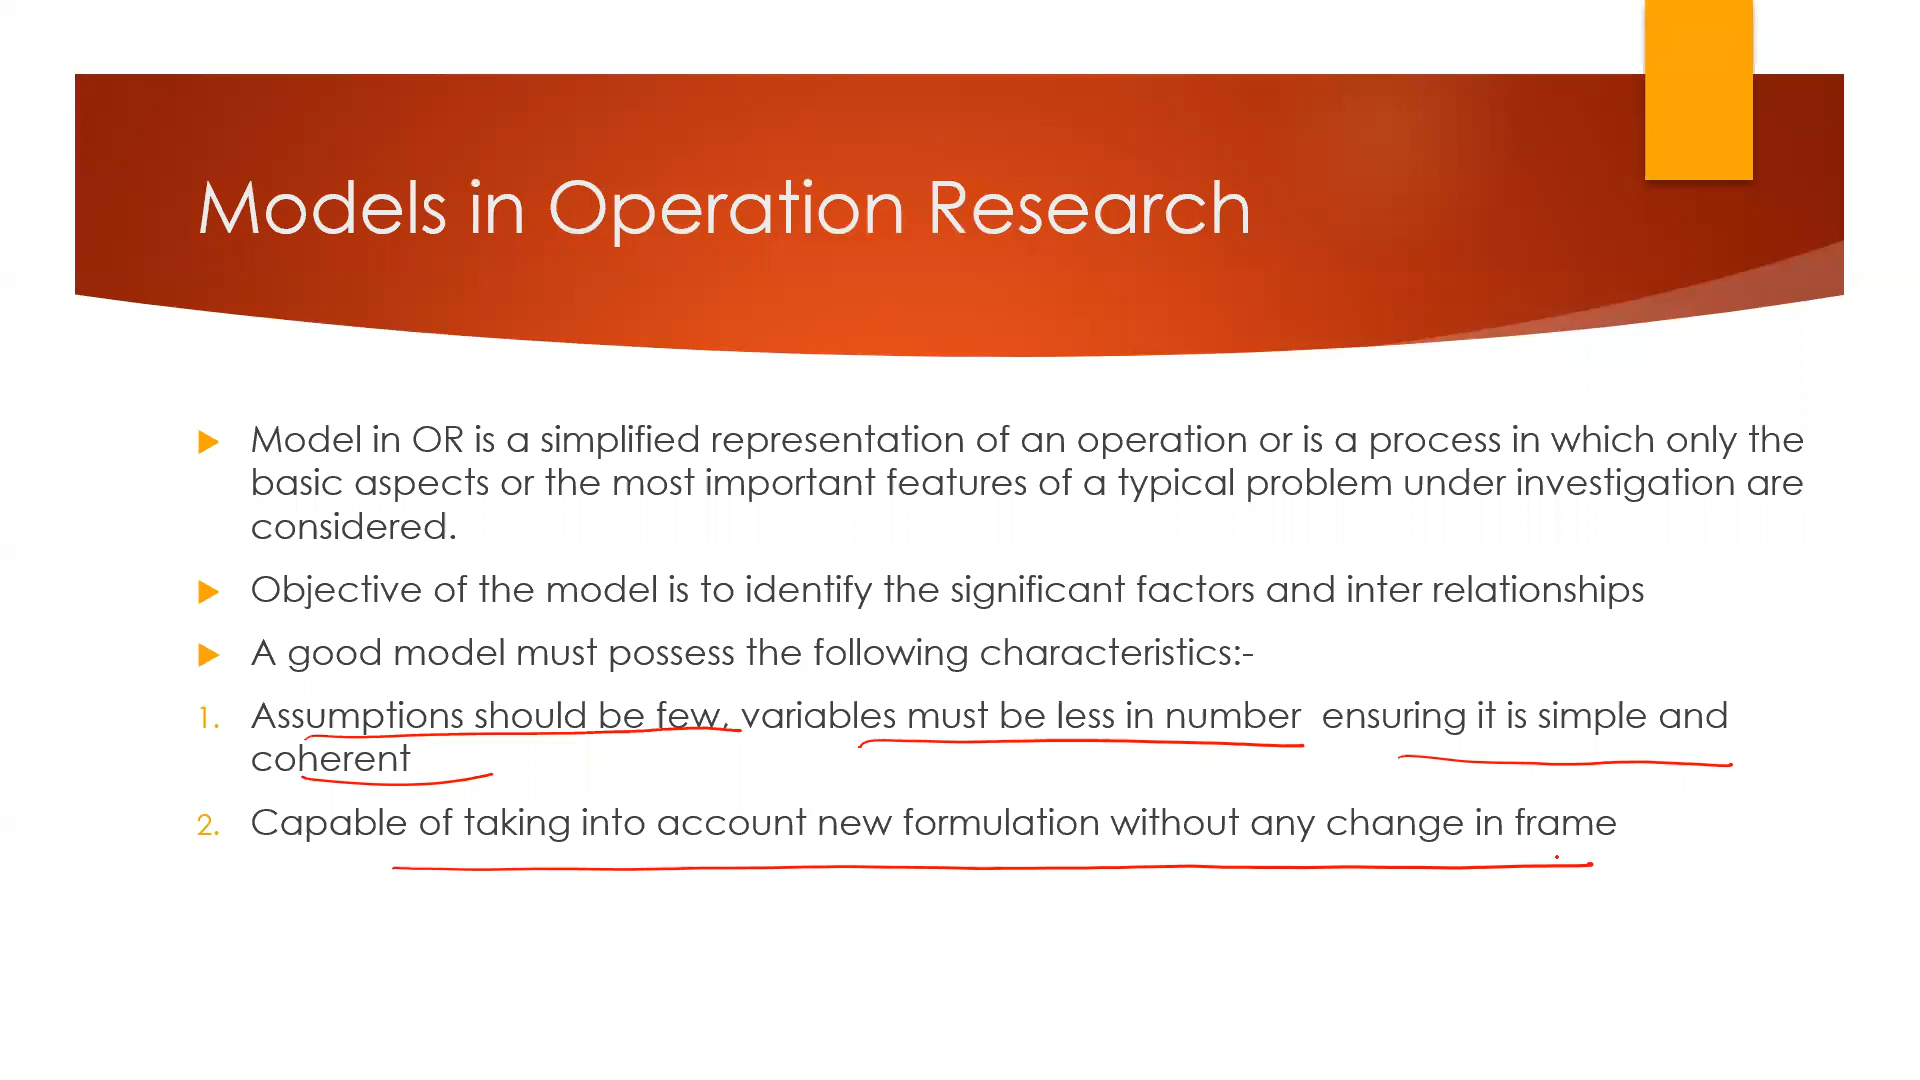 Models in Operation Research
Model in OR is a simplified representation of an operation or is a process in which only the
basic aspects or the most important features of a typical problem under investigation are
considered.
Objective of the model is to identify the significant factors and inter relationships
A good model must possess the following characteristics:-
1. Assumptions should be few, variables must be less in number ensuring it is simple and
coherent
2. Capable of taking into account new formulation without any change in frame